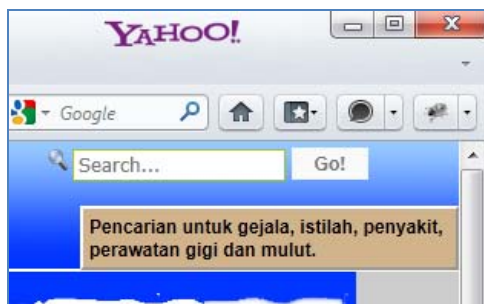 YAHOO!
Google
Search... Go!
Pencarian untuk gejala, istilah, penyakit,
perawatan gigi dan mulut.